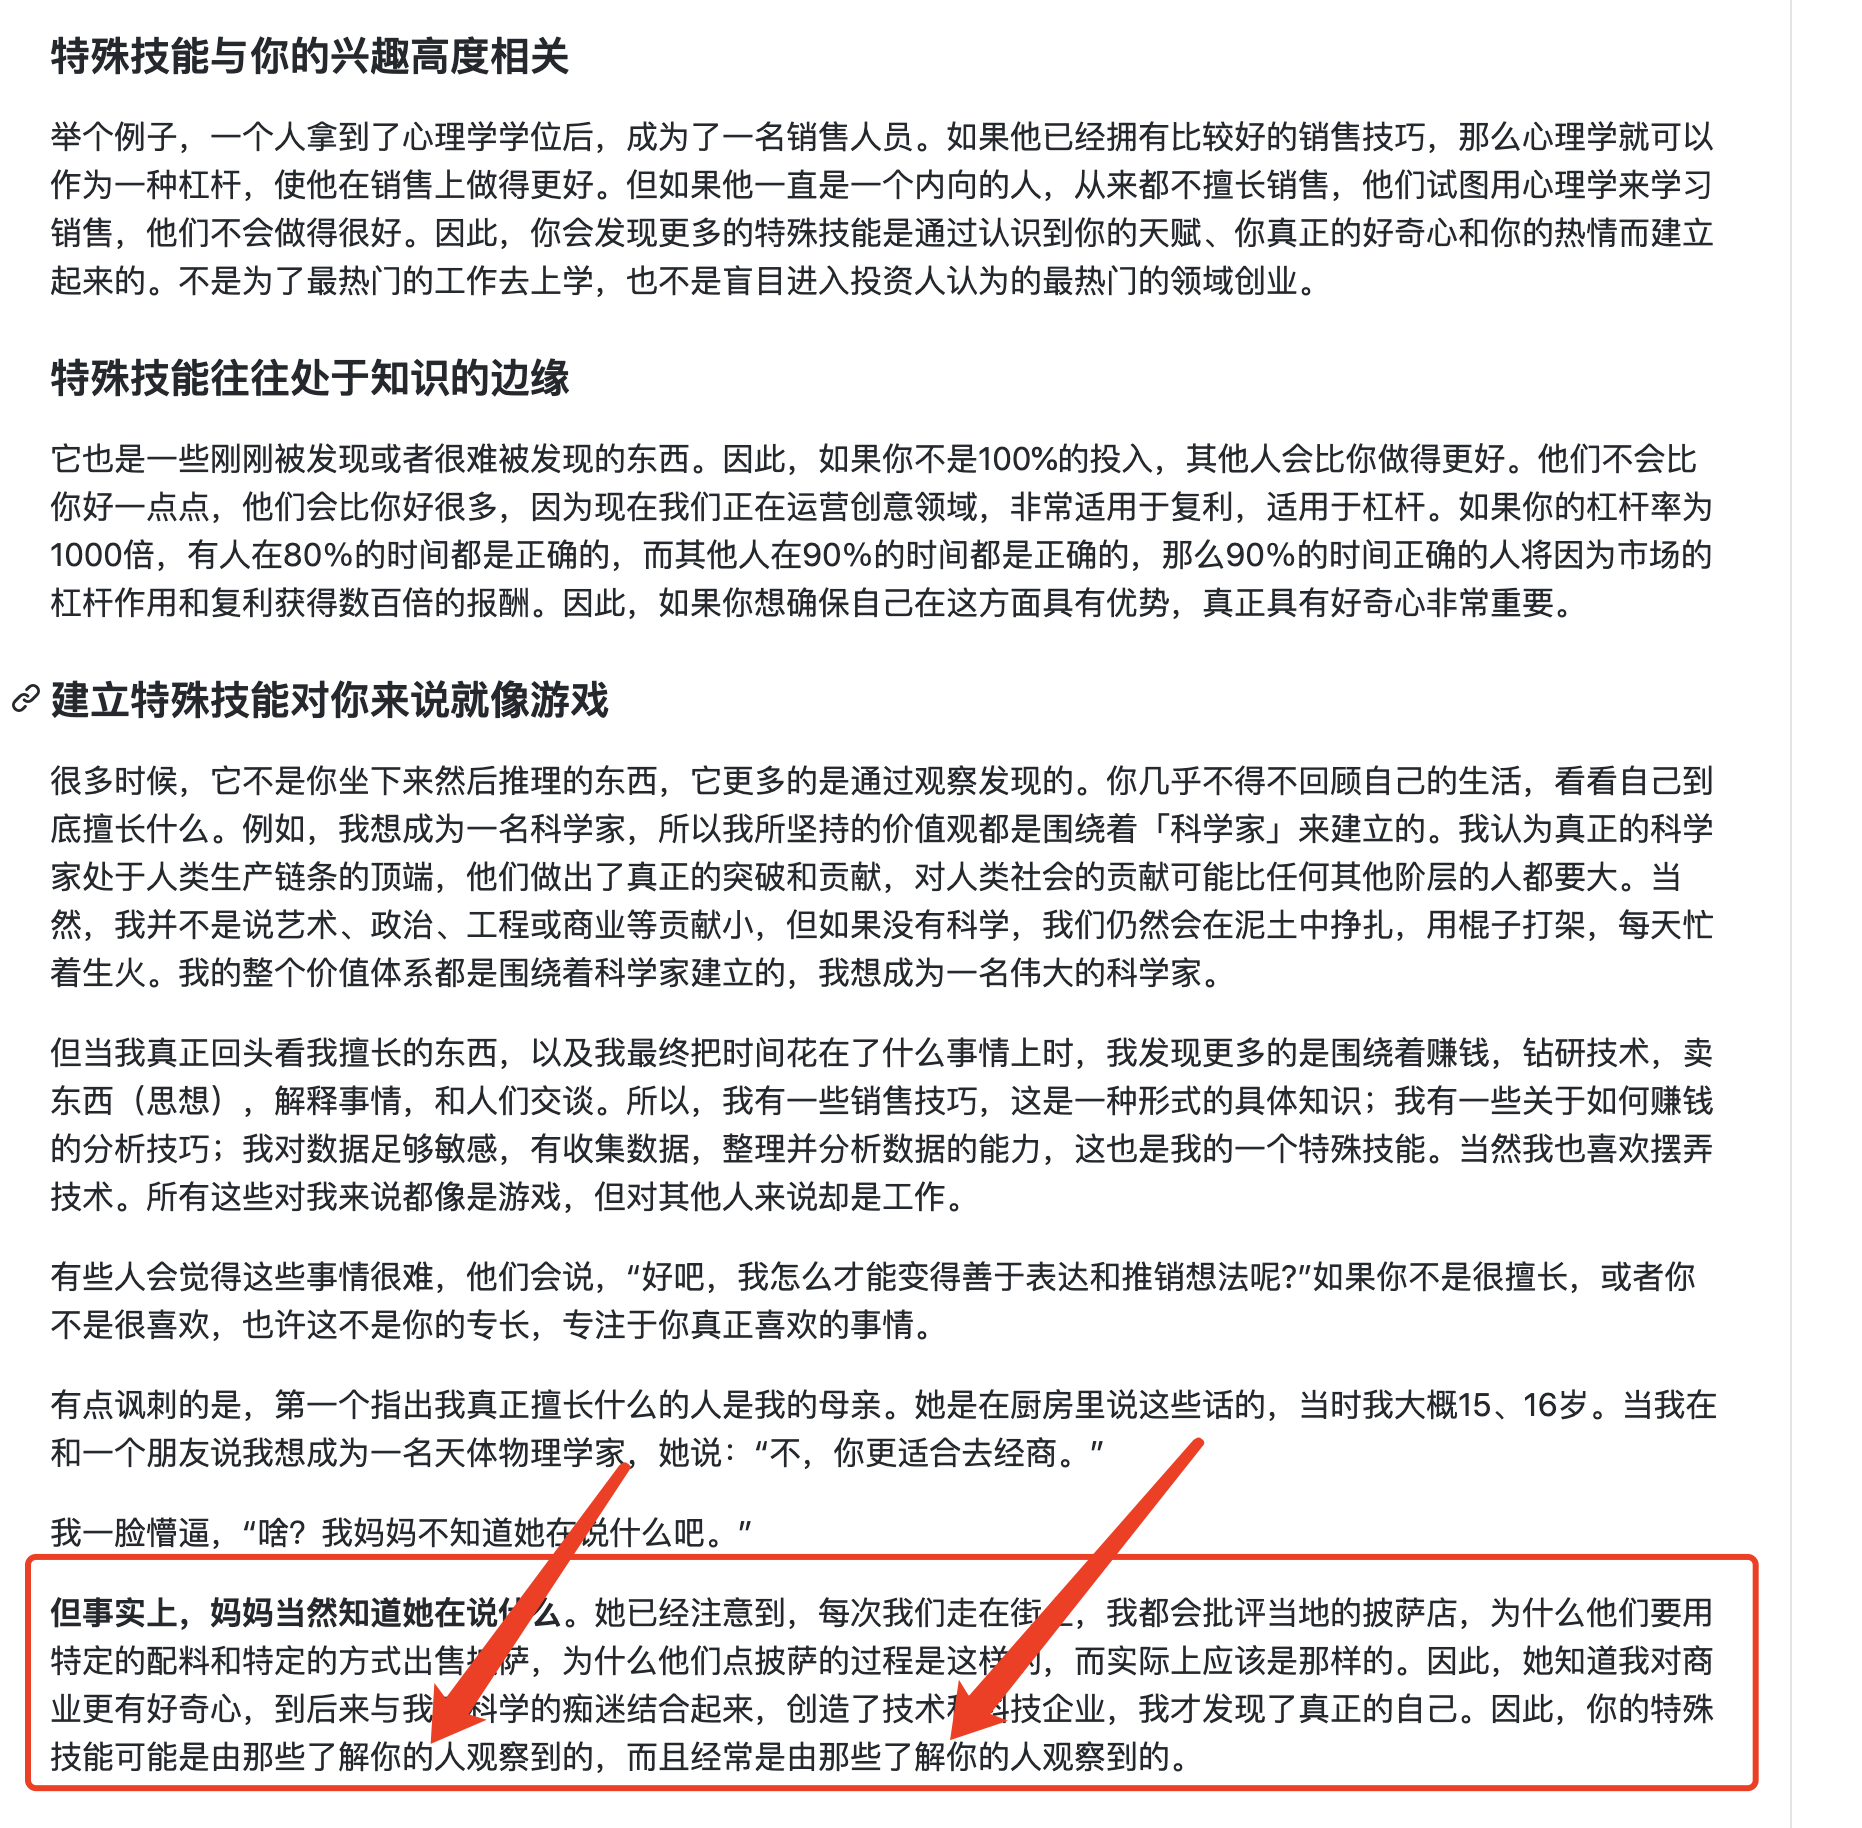 特殊技能与你的兴趣高度相关
举个例子，一个人拿到了心理学学位后，成为了一名销售人员。如果他已经拥有比较好的销售技巧，那么心理学就可以
作为一种杠杆，使他在销售上做得更好。但如果他一直是一个内向的人，从来都不擅长销售，他们试图用心理学来学习
销售，他们不会做得很好。因此，你会发现更多的特殊技能是通过认识到你的天赋、你真正的好奇心和你的热情而建立
起来的。不是为了最热门的工作去上学，也不是盲目进入投资人认为的最热门的领域创业。
特殊技能往往处于知识的边缘
它也是一些刚刚被发现或者很难被发现的东西。因此，如果你不是100%的投入，其他人会比你做得更好。他们不会比
你好一点点，他们会比你好很多，因为现在我们正在运营创意领域，非常适用于复利，适用于杠杆。如果你的杠杆率为
1000倍，有人在80％的时间都是正确的，而其他人在90％的时间都是正确的，那么90％的时间正确的人将因为市场的
杠杆作用和复利获得数百倍的报酬。因此，如果你想确保自己在这方面具有优势，真正具有好奇心非常重要。
建立特殊技能对你来说就像游戏
很多时候，它不是你坐下来然后推理的东西，它更多的是通过观察发现的。你几乎不得不回顾自己的生活，看看自己到
底擅长什么。例如，我想成为一名科学家，所以我所坚持的价值观都是围绕着「科学家」来建立的。我认为真正的科学
家处于人类生产链条的顶端，他们做出了真正的突破和贡献，对人类社会的贡献可能比任何其他阶层的人都要大。当
然，我并不是说艺术、政治、工程或商业等贡献小，但如果没有科学，我们仍然会在泥土中挣扎，用棍子打架，每天忙
着生火。我的整个价值体系都是围绕着科学家建立的，我想成为一名伟大的科学家。
但当我真正回头看我擅长的东西，以及我最终把时间花在了什么事情上时，我发现更多的是围绕着赚钱，钻研技术，卖
东西（思想），解释事情，和人们交谈。所以，我有一些销售技巧，这是一种形式的具体知识；我有一些关于如何赚钱
的分析技巧；我对数据足够敏感，有收集数据，整理并分析数据的能力，这也是我的一个特殊技能。当然我也喜欢摆弄
技术。所有这些对我来说都像是游戏，但对其他人来说却是工作。
有些人会觉得这些事情很难，他们会说，“好吧，我怎么才能变得善于表达和推销想法呢?”如果你不是很擅长，或者你
不是很喜欢，也许这不是你的专长，专注于你真正喜欢的事情。
有点讽刺的是，第一个指出我真正擅长什么的人是我的母亲。她是在厨房里说这些话的，当时我大概15、16岁。当我在
和一个朋友说我想成为一名天体物理学家，她说：“不，你更适合去经商。”
我一脸懵逼，“啥？我妈妈不知道她在说什么吧。”
但事实上，妈妈当然知道她在说什么。她已经注意到，每次我们走在街上，我都会批评当地的披萨店，为什么他们要用
特定的配料和特定的方式出售披萨，为什么他们点披萨的过程是这样的，而实际上应该是那样的。因此，她知道我对商
业更有好奇心，到后来与我科学的痴迷结合起来，创造了技术和科技企业，我才发现了真正的自己。因此，你的特殊
技能可能是由那些了解你的人观察到的，而且经常是由那些了解你的人观察到的。